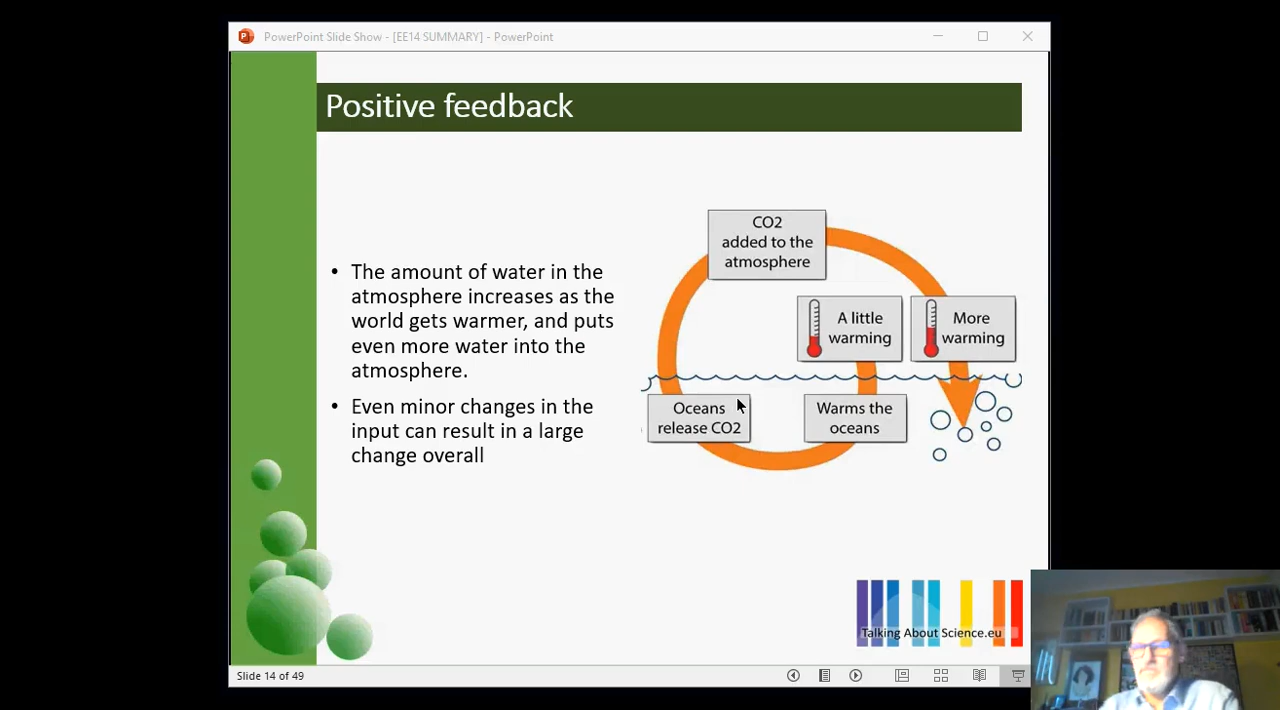 PowerPoint Slide Show - [EE14 SUMMARY] - PowerPoint
Positive feedback
• The amount of water in the
atmosphere increases as the
world gets warmer, and puts
even more water into the
atmosphere.
• Even minor changes in the
input can result in a large
change overall
CO2
added to the
atmosphere
A little
warming
More
warming
Oceans
release CO2
Warms the
oceans
Talking About Science.eu
Slide 14 of 49